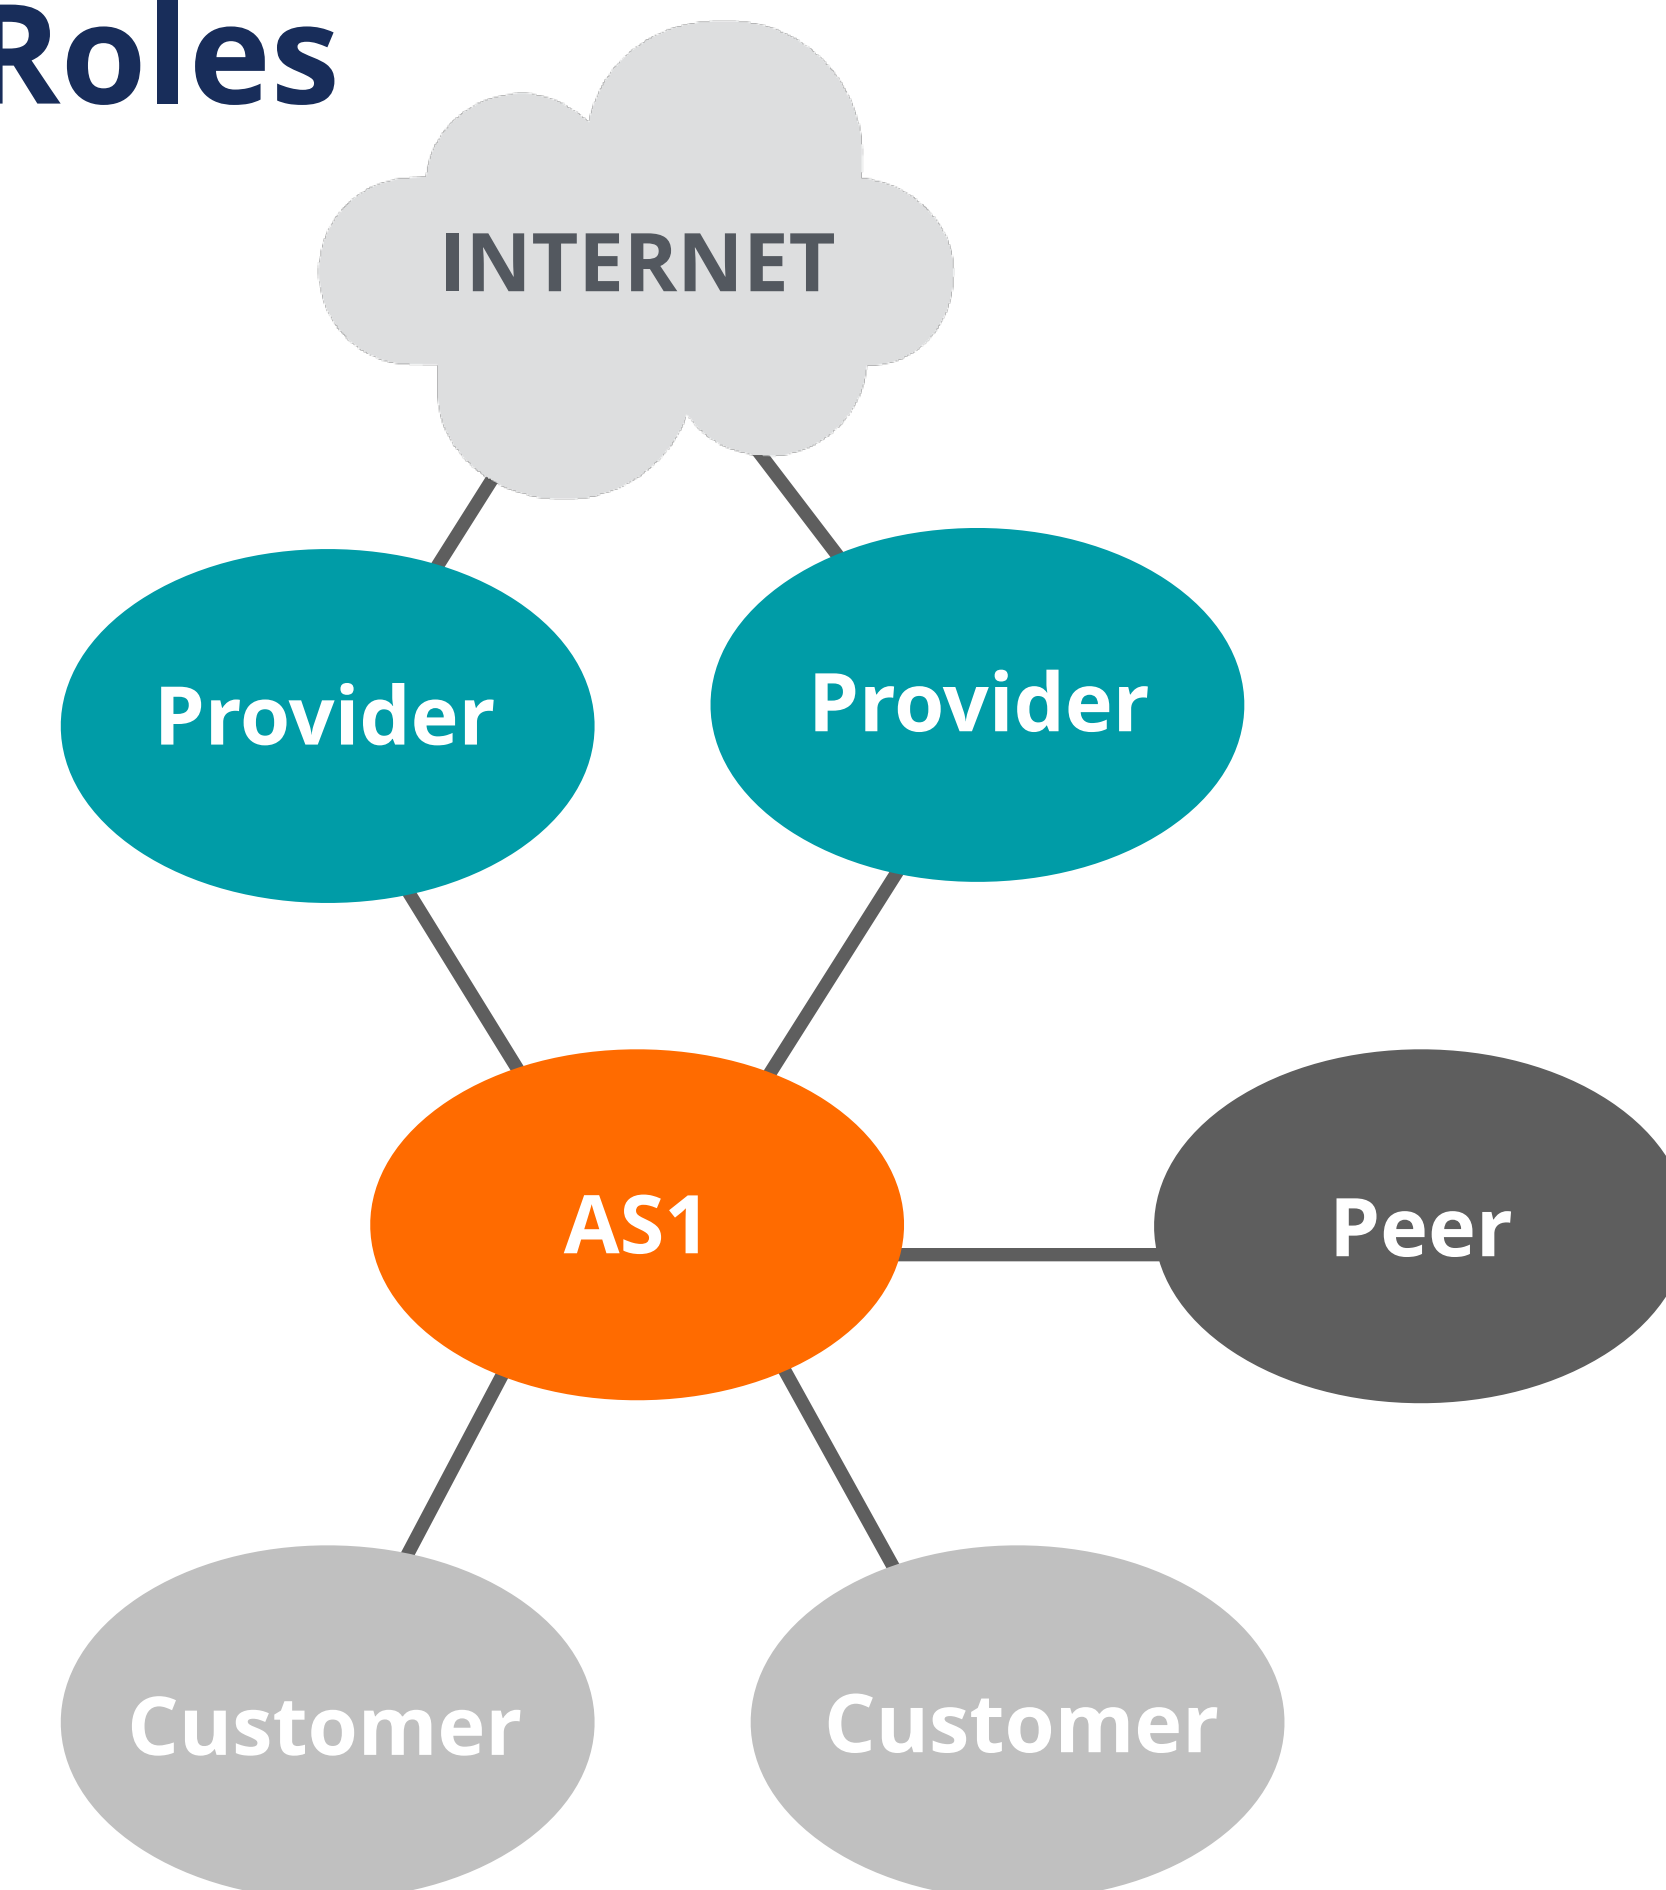 Roles
INTERNET
Provider
Provider
AS1
Peer
Customer
Customer